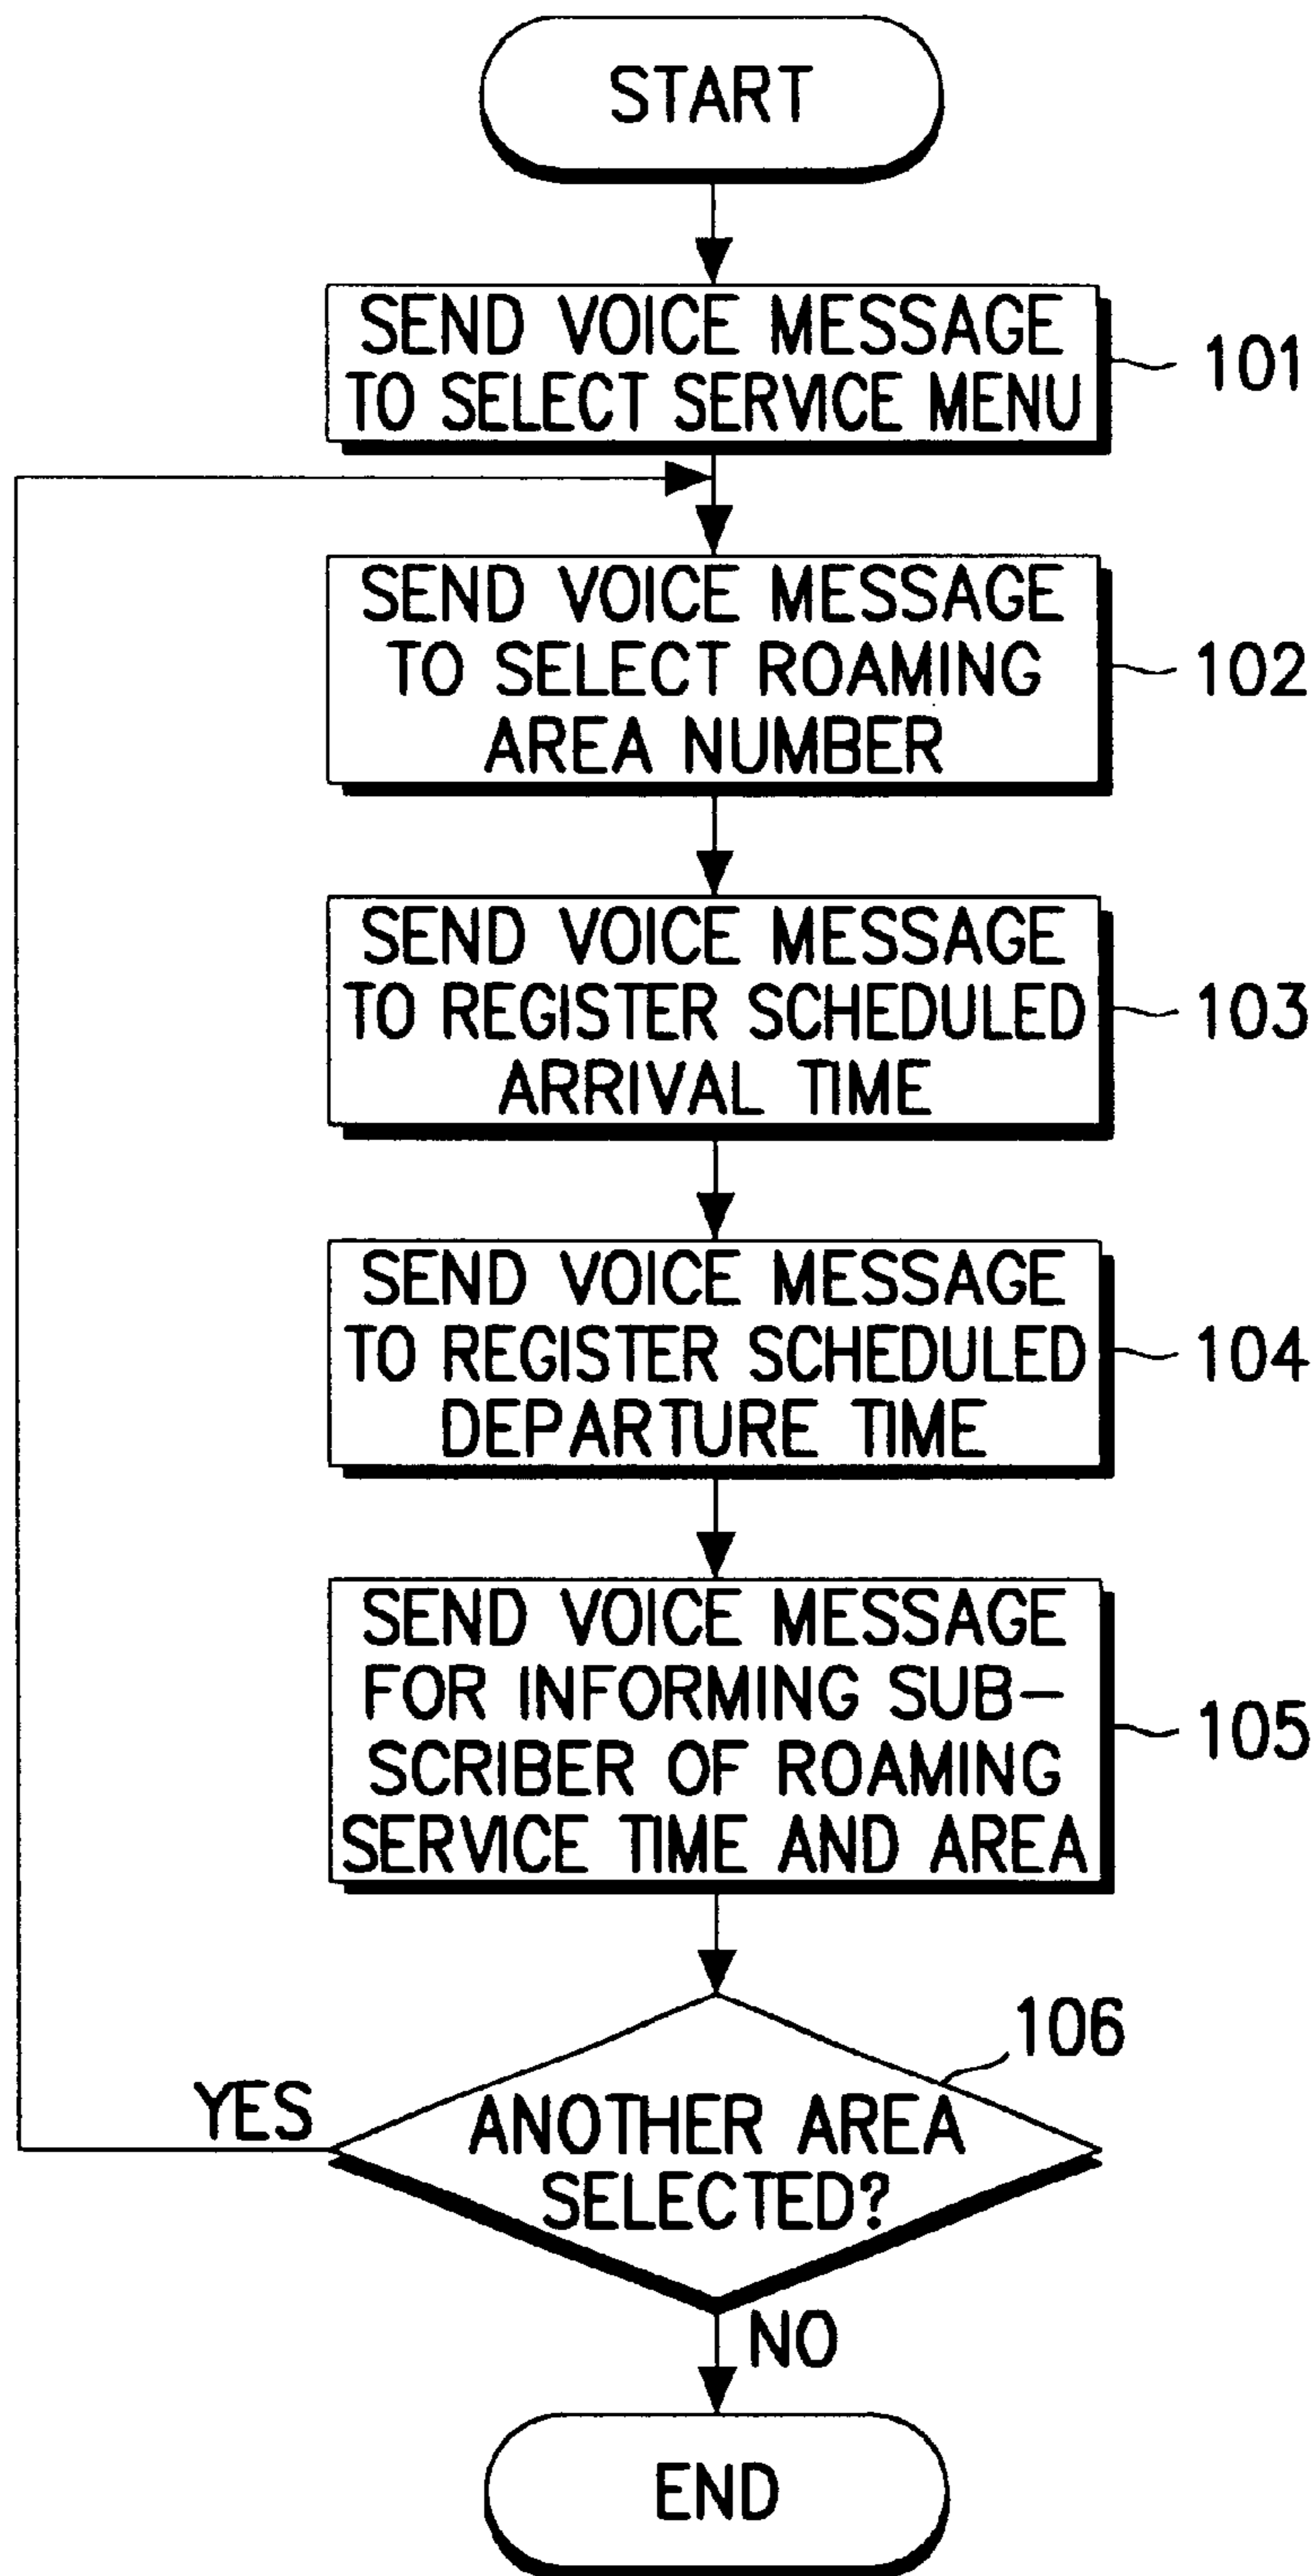 START
SEND VOICE MESSAGE
TO SELECT SERVICE MENU
101
SEND VOICE MESSAGE
TO SELECT ROAMING
AREA NUMBER
102
SEND VOICE MESSAGE
TO REGISTER SCHEDULED
ARRIVAL TIME
103
SEND VOICE MESSAGE
TO REGISTER SCHEDULED
DEPARTURE TIME
104
SEND VOICE MESSAGE
FOR INFORMING SUB-
SCRIBER OF ROAMING
SERVICE TIME AND AREA
105
106
YES
ANOTHER AREA
SELECTED?
NO
END